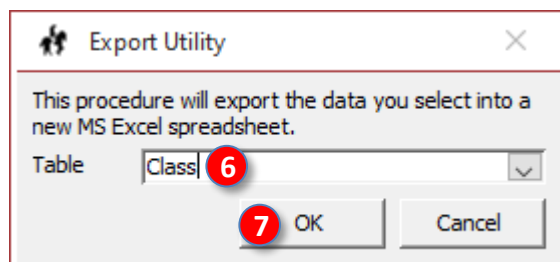 Export Utility
This procedure will export the data you select into a
new MS Excel spreadsheet.
Table Class 6
7 OK Cancel